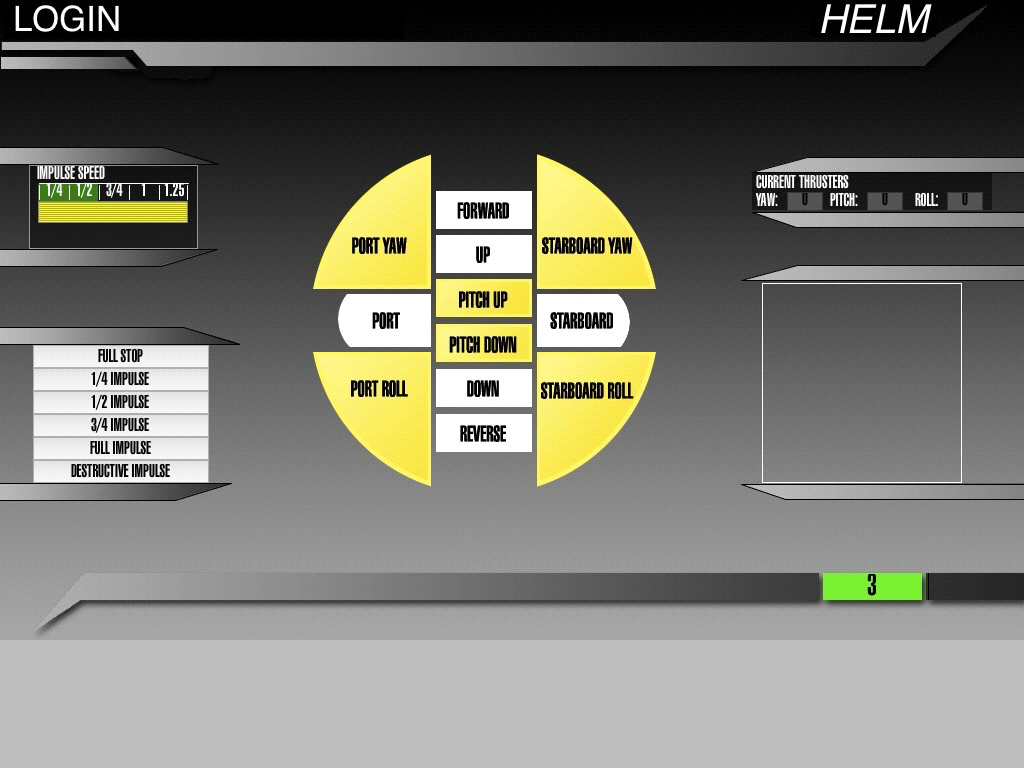 LOGIN
HELM
IMPULSE SPEED
1/4 1/2 3/4 1 1.25
CURRENT THRUSTERS
YAW: 0 PITCH: 0 ROLL: 0
PORT YAW
FORWARD
UP
STARBOARD YAW
PITCH UP
PORT
STARBOARD
PITCH DOWN
PORT ROLL
DOWN
STARBOARD ROLL
REVERSE
FULL STOP
1/4 IMPULSE
1/2 IMPULSE
3/4 IMPULSE
FULL IMPULSE
DESTRUCTIVE IMPULSE
3